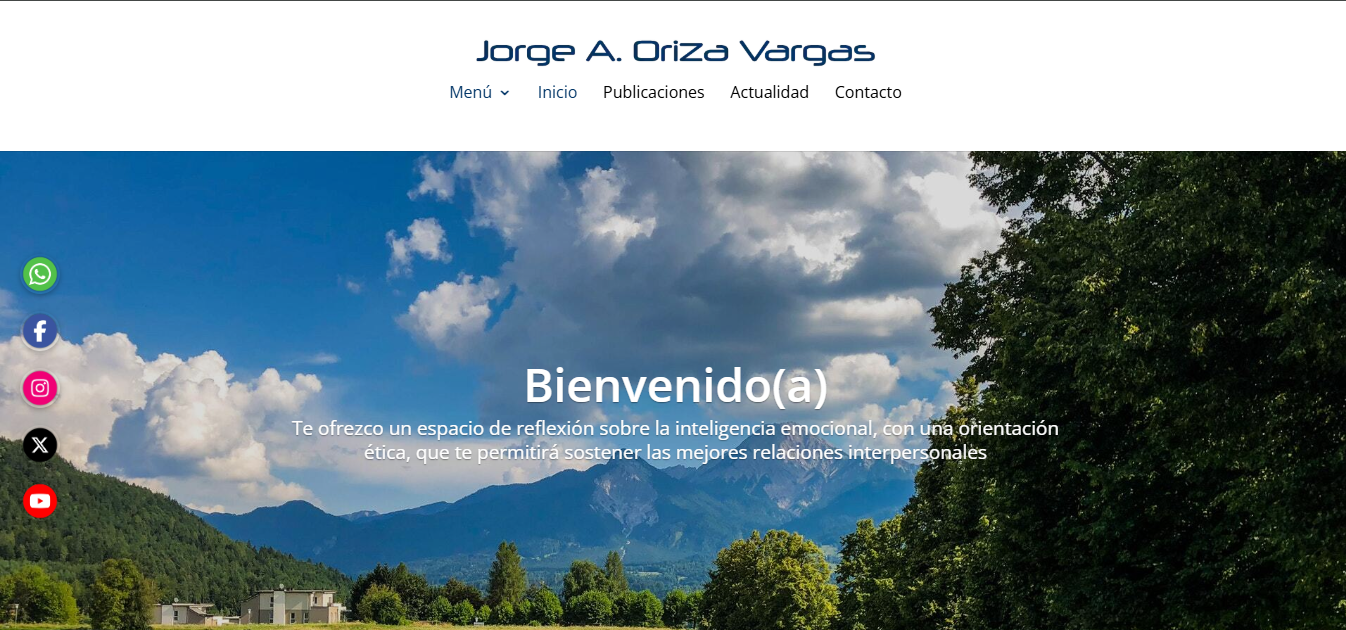 Jorge A. Oriza Vargas
Menú Inicio Publicaciones Actualidad Contacto
Bienvenido(a)
Te ofrezco un espacio de reflexión sobre la inteligencia emocional, con una orientación
ética, que te permitirá sostener las mejores relaciones interpersonales